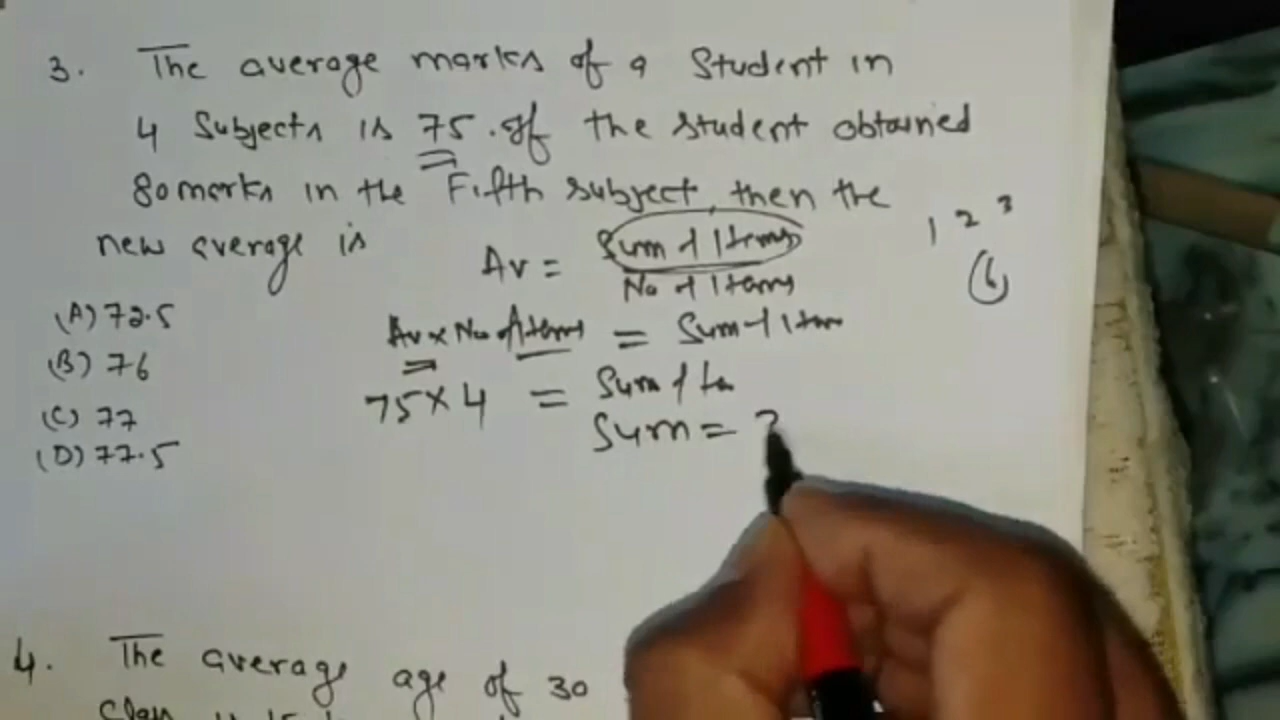 3. The average marks of a Student in
4 Subjects is 75. If the student obtained
80 marks in the Fifth subject, then the
new average is
(A) 72.5
(B) 76
(C) 77
(D) 77.5
Av = Sum of Items
No of Items
Av x No of Items = Sum of Item
75 x 4 = Sum of
Sum =
1 2 3
6
4. The average age of 30
Class